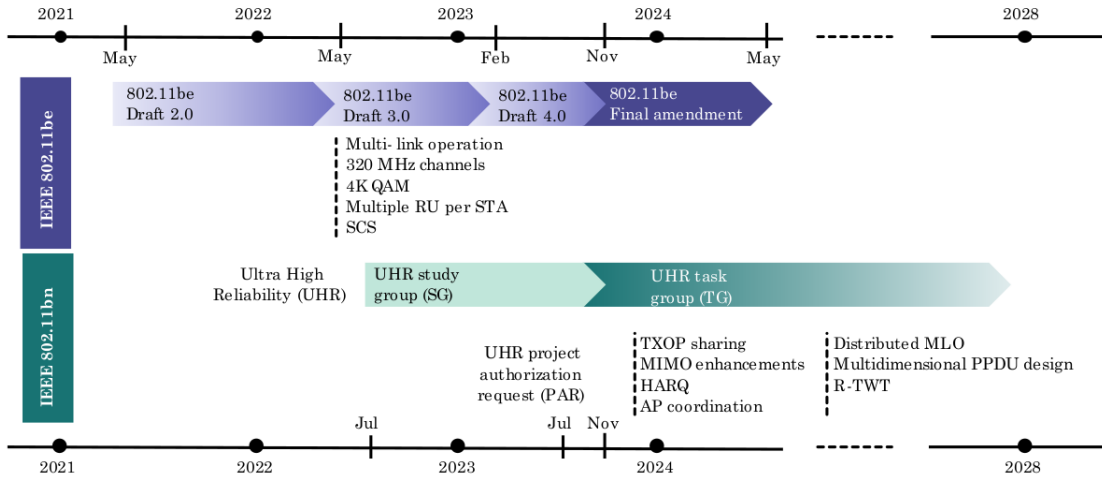 2021
2022
2023
2024
2028
May
May
Feb
Nov
May
IEEE 802.11be
802.11be
Draft 2.0
802.11be
Draft 3.0
802.11be
Draft 4.0
802.11be
Final amendment
Multi- link operation
320 MHz channels
4K QAM
Multiple RU per STA
SCS
IEEE 802.11bn
Ultra High
Reliability (UHR)
UHR study
group (SG)
UHR task
group (TG)
UHR project
authorization
request (PAR)
TXOP sharing
MIMO enhancements
HARQ
AP coordination
Distributed MLO
Multidimensional PPDU design
R-TWT
Jul
Jul
Nov
2021
2022
2023
2024
2028